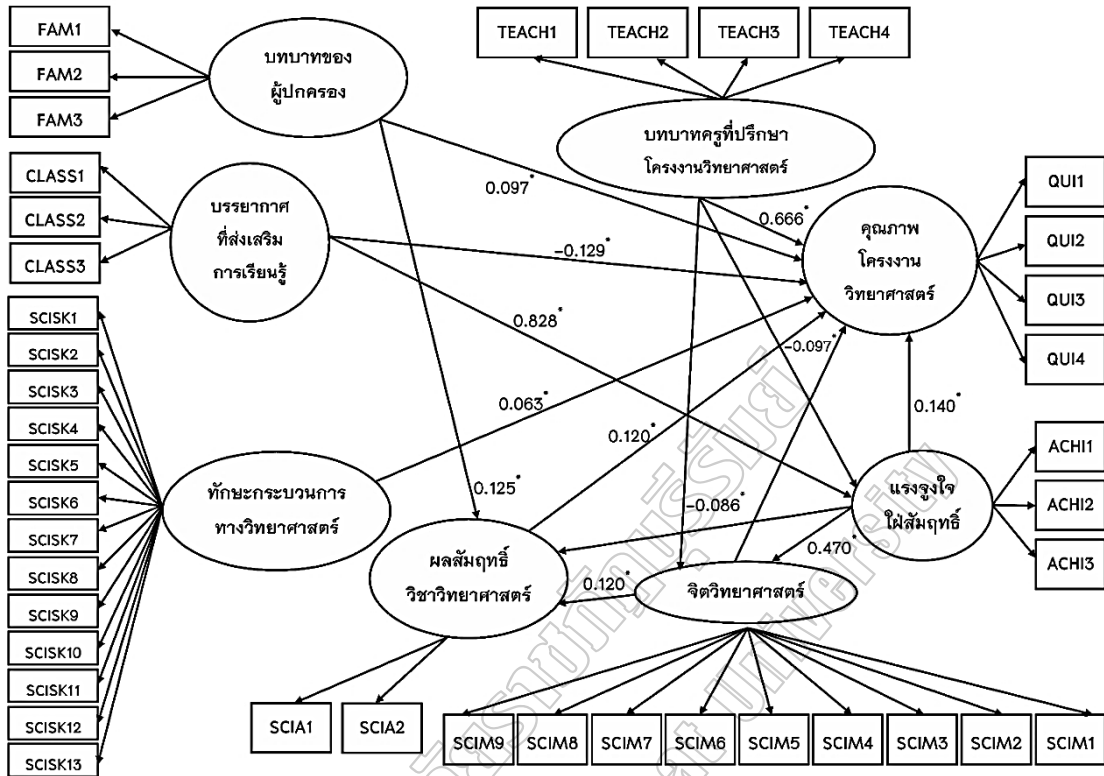 FAM1
FAM2
FAM3
บทบาทของ
ผู้ปกครอง
TEACH1
TEACH2
TEACH3
TEACH4
บทบาทครูที่ปรึกษา
โครงงานวิทยาศาสตร์
CLASS1
CLASS2
CLASS3
บรรยากาศ
ที่ส่งเสริม
การเรียนรู้
0.097*
0.666*
-0.129*
คุณภาพ
โครงงาน
วิทยาศาสตร์
QUI1
QUI2
QUI3
QUI4
SCISK1
SCISK2
SCISK3
SCISK4
SCISK5
SCISK6
SCISK7
SCISK8
SCISK9
SCISK10
SCISK11
SCISK12
SCISK13
0.828*
-0.097*
0.063*
0.120*
0.140*
ทักษะกระบวนการ
ทางวิทยาศาสตร์
0.125*
-0.086*
แรงจูงใจ
ใฝ่สัมฤทธิ์
ACHI1
ACHI2
ACHI3
0.470*
ผลสัมฤทธิ์
วิชาวิทยาศาสตร์
0.120*
จิตวิทยาศาสตร์
SCIA1
SCIA2
SCIM9
SCIM8
SCIM7
SCIM6
SCIM5
SCIM4
SCIM3
SCIM2
SCIM1
University